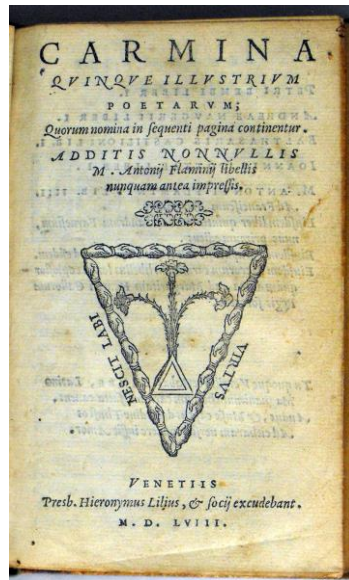 CARMINA
QVINQVE ILLVSTRIVM
POETARVM;
Quorum nomina in sequenti pagina continentur.
ADDITIS NONNVLLIS
M. Antonij Flaminij libellis
nunquam antea impressis.
NESCIT LABI
VIRTVS
VENETIIS
Presb. Hieronymus Lilius, & socij excudebant.
M. D. LVIII.